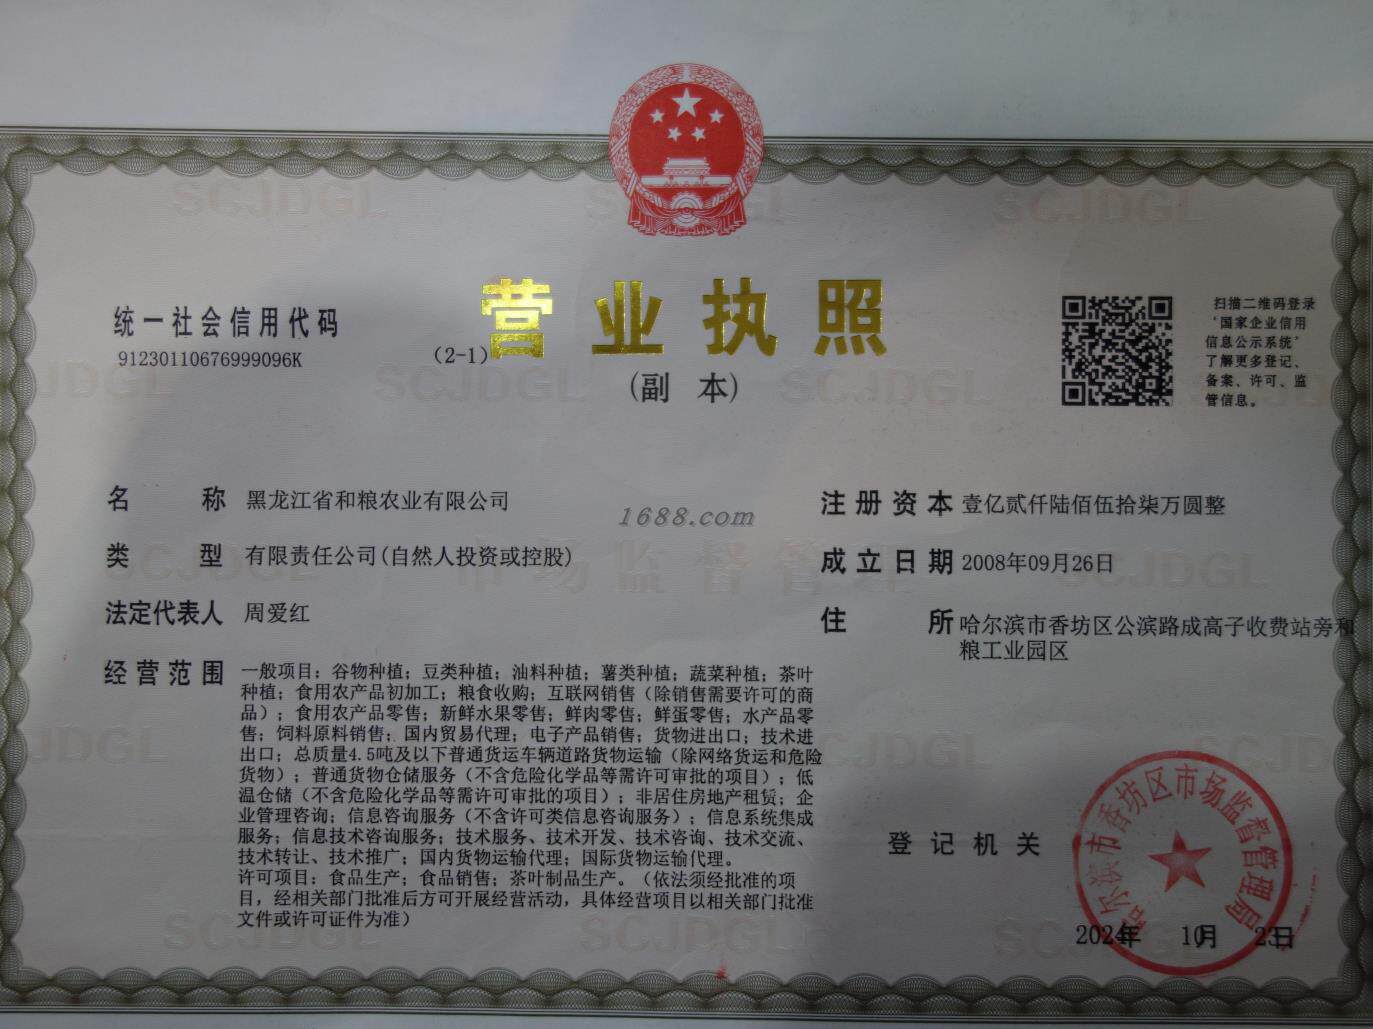 营业执照
(副 本)
(2-1)
统一社会信用代码
91230110676999096K
扫描二维码登录
‘国家企业信用
信息公示系统’
了解更多登记、
备案、许可、监
管信息。
名 称 黑龙江省和粮农业有限公司
类 型 有限责任公司(自然人投资或控股)
法定代表人 周爱红
经营范围 一般项目：谷物种植；豆类种植；油料种植；薯类种植；蔬菜种植；茶叶
种植；食用农产品初加工；粮食收购；互联网销售（除销售需要许可的商
品）；食用农产品零售；新鲜水果零售；鲜肉零售；鲜蛋零售；水产品零
售；饲料原料销售；国内贸易代理；电子产品销售；货物进出口；技术进
出口；总质量4.5吨及以下普通货运车辆道路货物运输（除网络货运和危险
货物）；普通货物仓储服务（不含危险化学品等需许可审批的项目）；低
温仓储（不含危险化学品等需许可审批的项目）；非居住房地产租赁；企
业管理咨询；信息咨询服务（不含许可类信息咨询服务）；信息系统集成
服务；信息技术咨询服务；技术服务、技术开发、技术咨询、技术交流、
技术转让、技术推广；国内货物运输代理；国际货物运输代理。
许可项目：食品生产；食品销售；茶叶制品生产。（依法须经批准的项
目，经相关部门批准后方可开展经营活动，具体经营项目以相关部门批准
文件或许可证件为准）
注册资本 壹亿贰仟陆佰伍拾柒万圆整
成立日期 2008年09月26日
住 所 哈尔滨市香坊区公滨路成高子收费站旁和
粮工业园区
1688.com
登记机关
哈尔滨市香坊区市场监督管理局
2024年 10月 23日
SCJDGL
市场监督管理